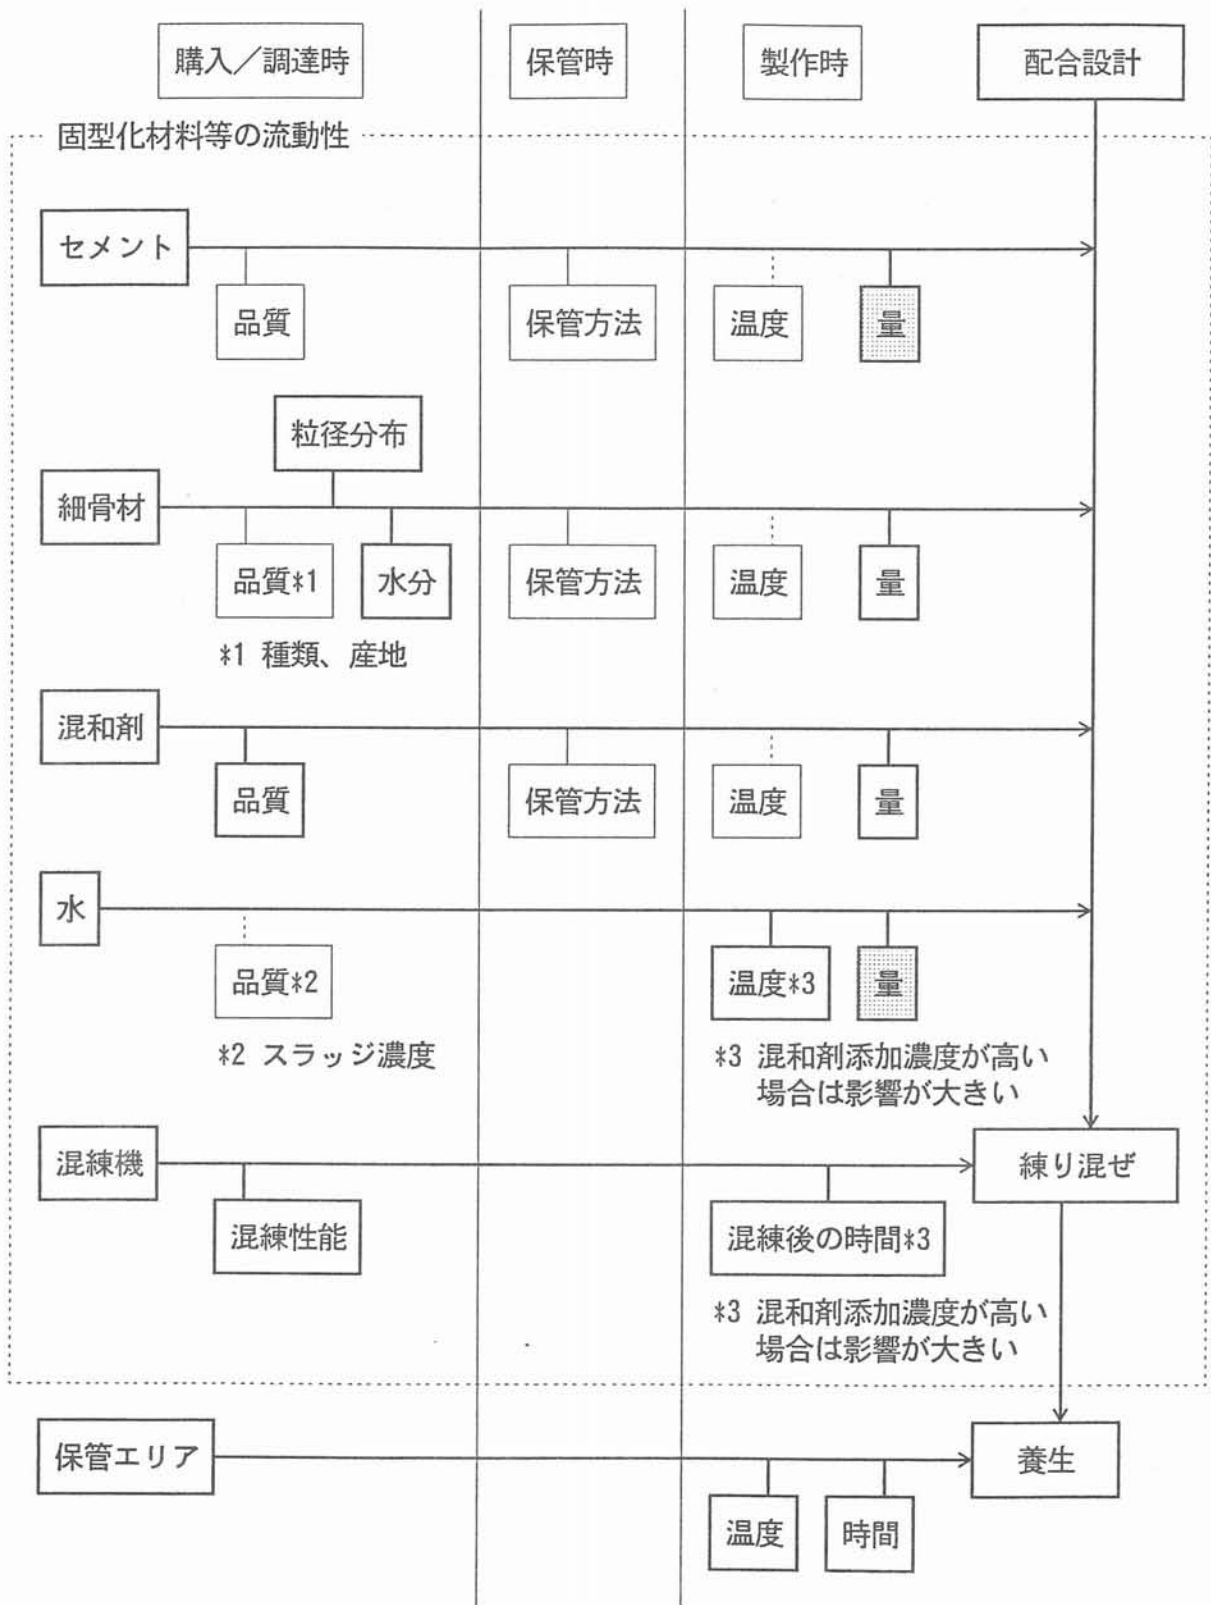 購入／調達時
保管時
製作時
配合設計
固型化材料等の流動性
セメント
品質
保管方法
温度
量
粒径分布
細骨材
品質*1
水分
保管方法
温度
量
*1 種類、産地
混和剤
品質
保管方法
温度
量
水
品質*2
温度*3
量
*2 スラッジ濃度
*3 混和剤添加濃度が高い
場合は影響が大きい
混練機
練り混ぜ
混練性能
混練後の時間*3
*3 混和剤添加濃度が高い
場合は影響が大きい
保管エリア
養生
温度
時間